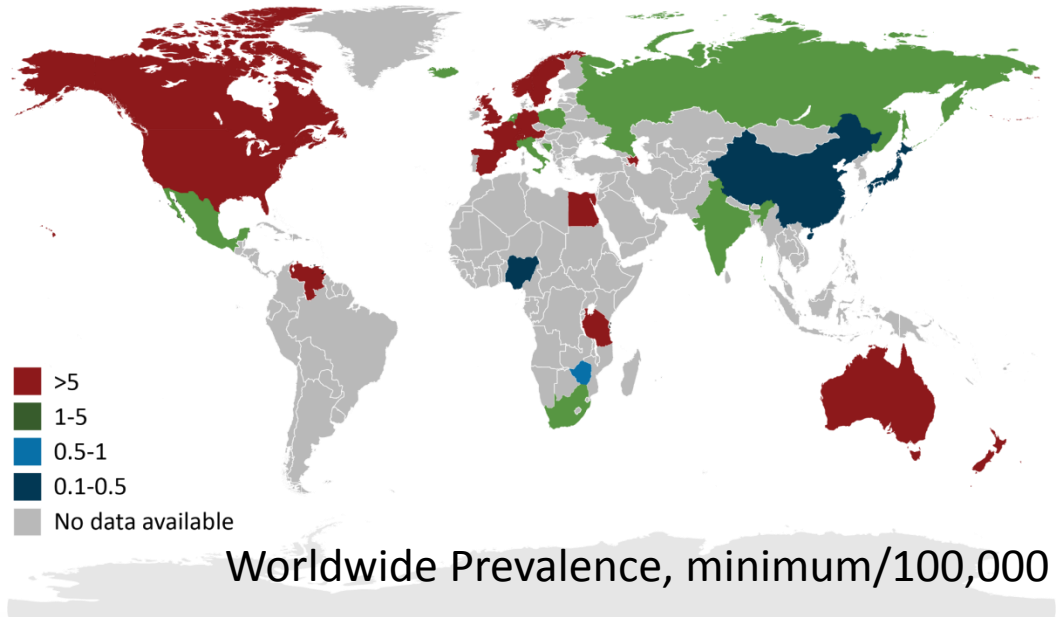 >5
1-5
0.5-1
0.1-0.5
No data available
Worldwide Prevalence, minimum/100,000